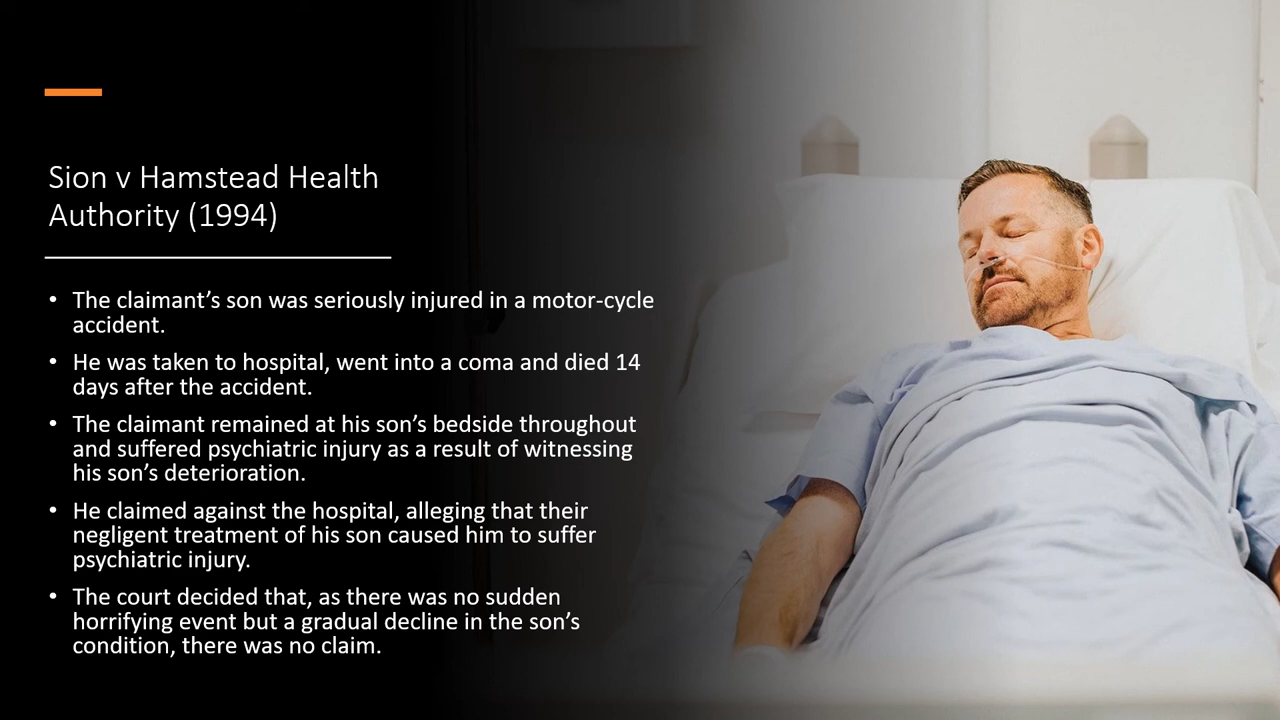 Sion v Hamstead Health
Authority (1994)
• The claimant’s son was seriously injured in a motor-cycle
accident.
• He was taken to hospital, went into a coma and died 14
days after the accident.
• The claimant remained at his son’s bedside throughout
and suffered psychiatric injury as a result of witnessing
his son’s deterioration.
• He claimed against the hospital, alleging that their
negligent treatment of his son caused him to suffer
psychiatric injury.
• The court decided that, as there was no sudden
horrifying event but a gradual decline in the son’s
condition, there was no claim.